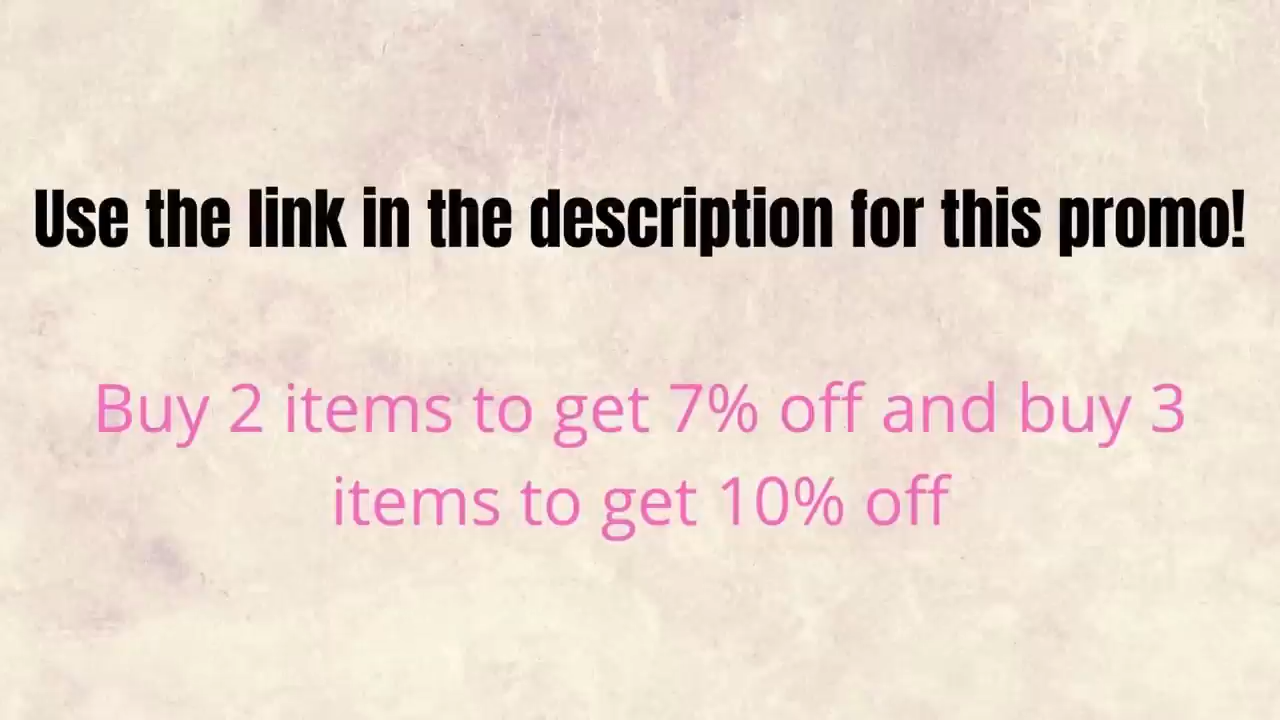 Use the link in the description for this promo!
Buy 2 items to get 7% off and buy 3
items to get 10% off